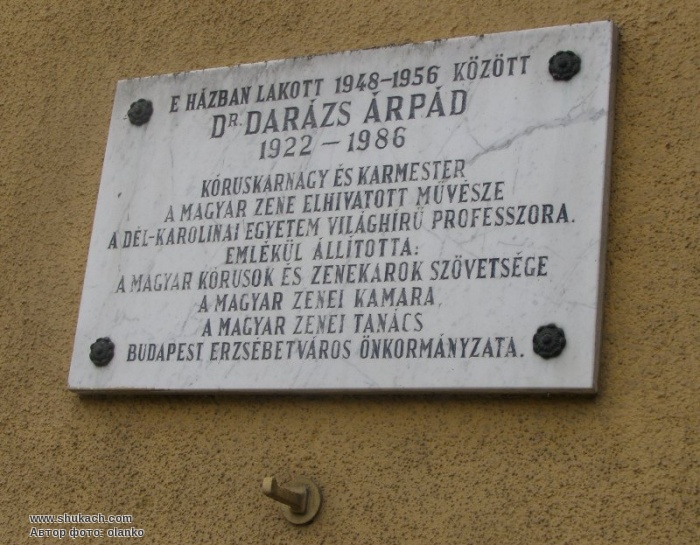 E HÁZBAN LAKOTT 1948–1956 KÖZÖTT
DR. DARÁZS ÁRPÁD
1922 – 1986
KÓRUSKARNAGY ÉS KARMESTER
A MAGYAR ZENE ELHIVATOTT MŰVÉSZE
A DÉL-KAROLINAI EGYETEM VILÁGHÍRŰ PROFESSZORA.
EMLÉKÜL ÁLLÍTOTTA:
A MAGYAR KÓRUSOK ÉS ZENEKAROK SZÖVETSÉGE
A MAGYAR ZENEI KAMARA,
A MAGYAR ZENEI TANÁCS
BUDAPEST ERZSÉBETVÁROS ÖNKORMÁNYZATA.
www.shukach.com
Автор фото: olanko